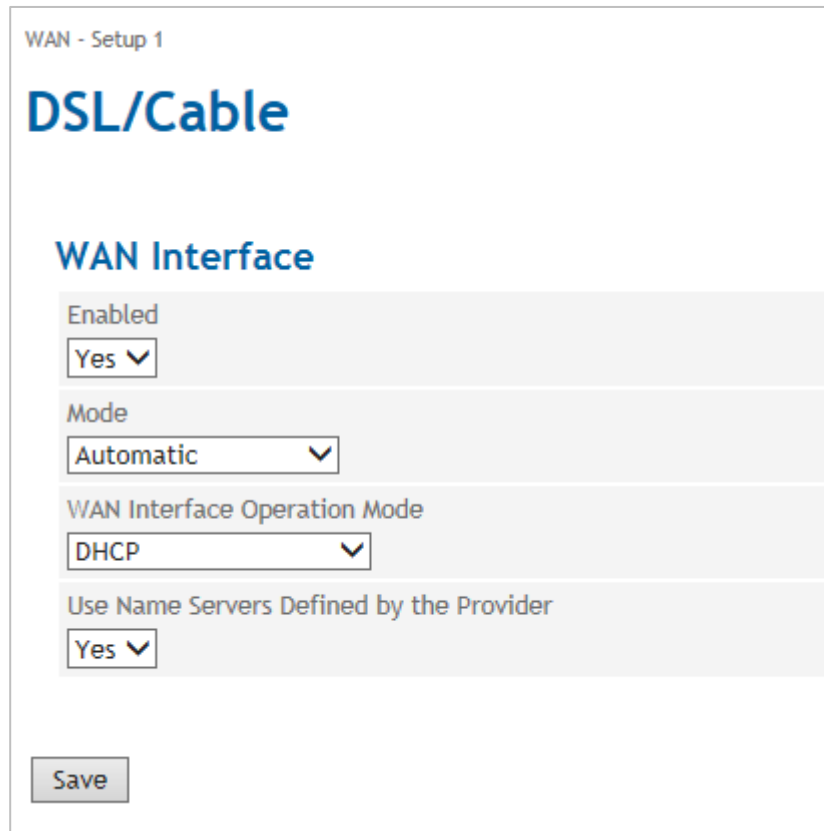 WAN - Setup 1
DSL/Cable
WAN Interface
Enabled
Yes
Mode
Automatic
WAN Interface Operation Mode
DHCP
Use Name Servers Defined by the Provider
Yes
Save